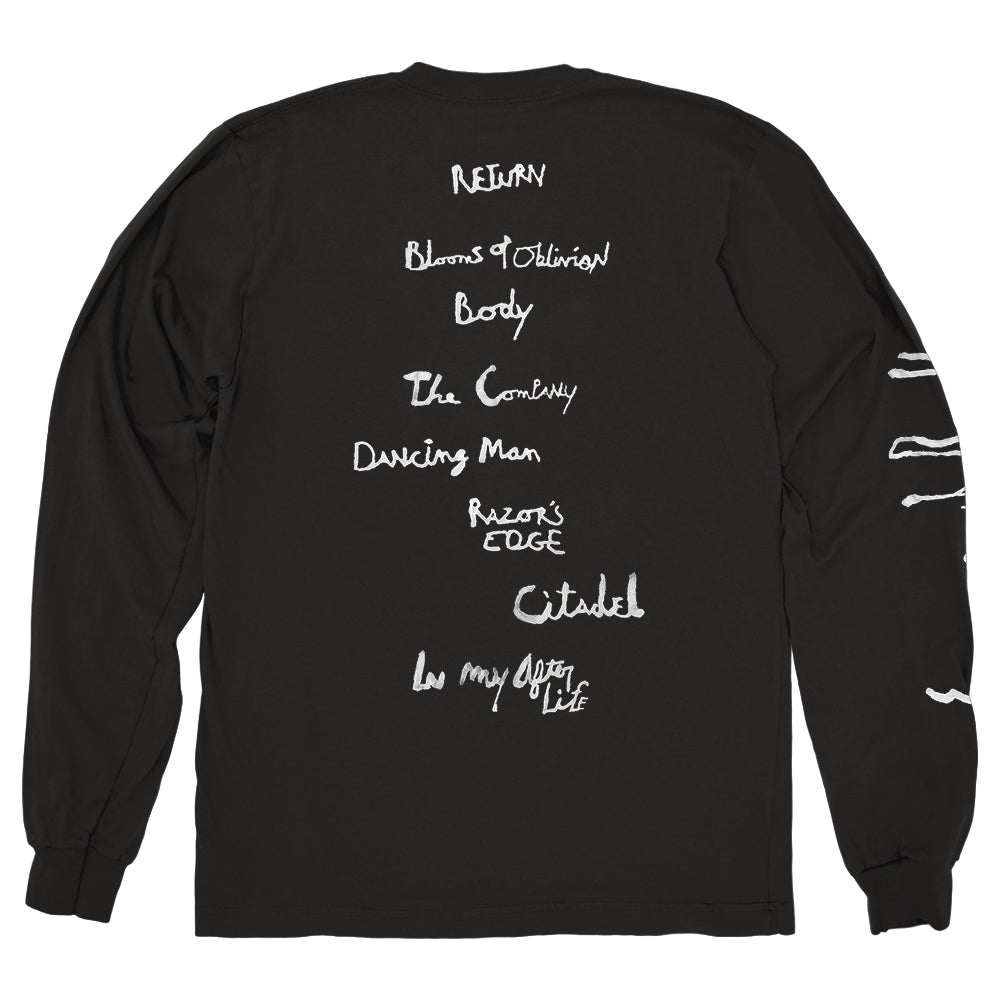 RETURN
Blooms of Oblivion
Body
The Company
Dancing Man
RAZOR'S
EDGE
Citadel
In my After
Life